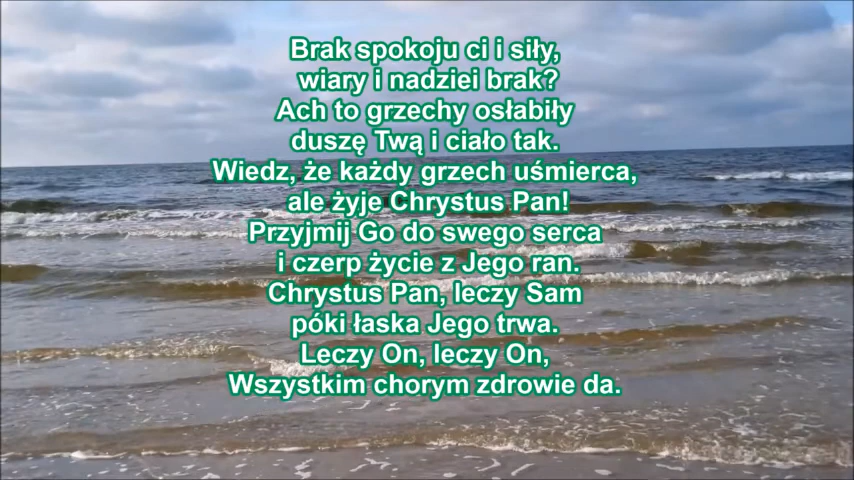 Brak spokoju ci i siły,
wiary i nadziei brak?
Ach to grzechy osłabiły
duszę Twą i ciało tak.
Wiedz, że każdy grzech uśmierca,
ale żyje Chrystus Pan!
Przyjmij Go do swego serca
i czerp życie z Jego ran.
Chrystus Pan, leczy Sam
póki łaska Jego trwa.
Leczy On, leczy On,
Wszystkim chorym zdrowie da.